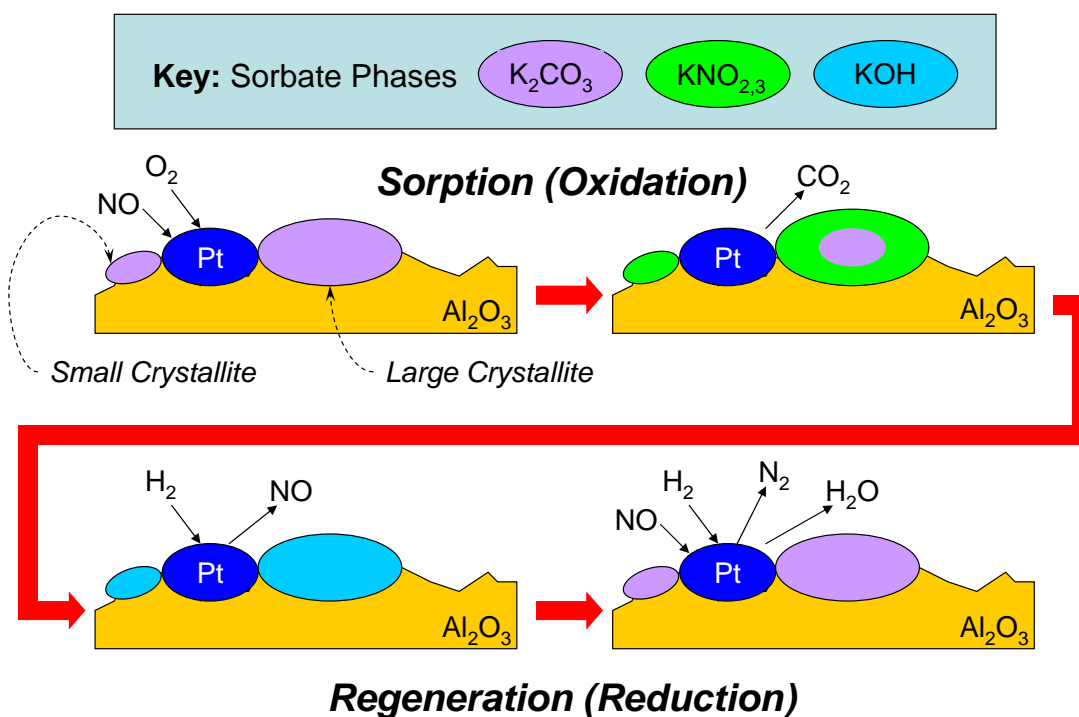 Key: Sorbate Phases K₂CO₃ KNO₂,₃ KOH
Sorption (Oxidation)
O₂
NO
Pt
Al₂O₃
Small Crystallite
Large Crystallite
CO₂
Pt
Al₂O₃
H₂
NO
Pt
Al₂O₃
NO
H₂
N₂
H₂O
Pt
Al₂O₃
Regeneration (Reduction)